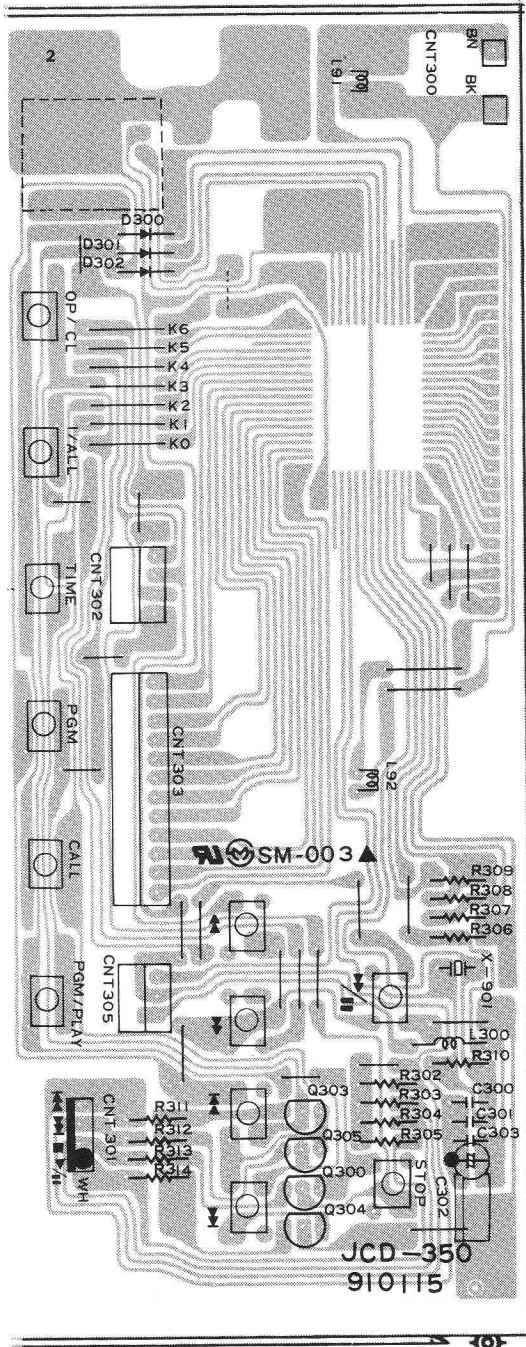 2
BN
BK
CNT300
L91
D300
D301
D302
OP/CL
K6
K5
K4
K3
K2
K1
K0
1/ALL
TIME
CNT302
PGM
CNT303
L92
SM-003
CALL
R309
R308
R307
R306
X-901
PGM/PLAY
CNT305
L300
R310
R302
R303
R304
R305
C300
C301
C303
C302
Q303
Q305
Q300
Q304
R311
R312
R313
R314
CNT301
WH
STOP
JCD-350
910115